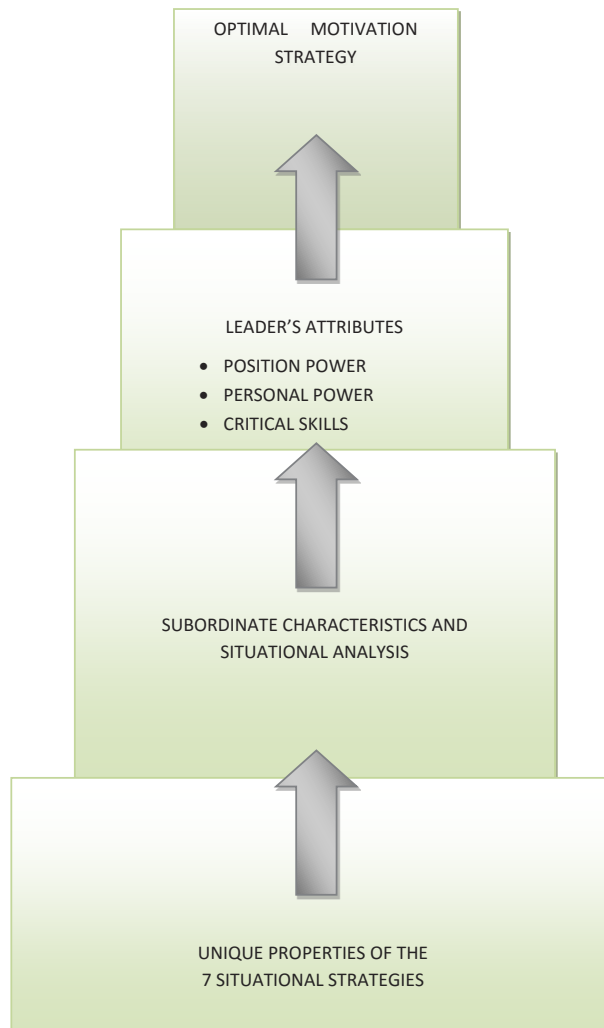 OPTIMAL MOTIVATION
STRATEGY
LEADER’S ATTRIBUTES
• POSITION POWER
• PERSONAL POWER
• CRITICAL SKILLS
SUBORDINATE CHARACTERISTICS AND
SITUATIONAL ANALYSIS
UNIQUE PROPERTIES OF THE
7 SITUATIONAL STRATEGIES